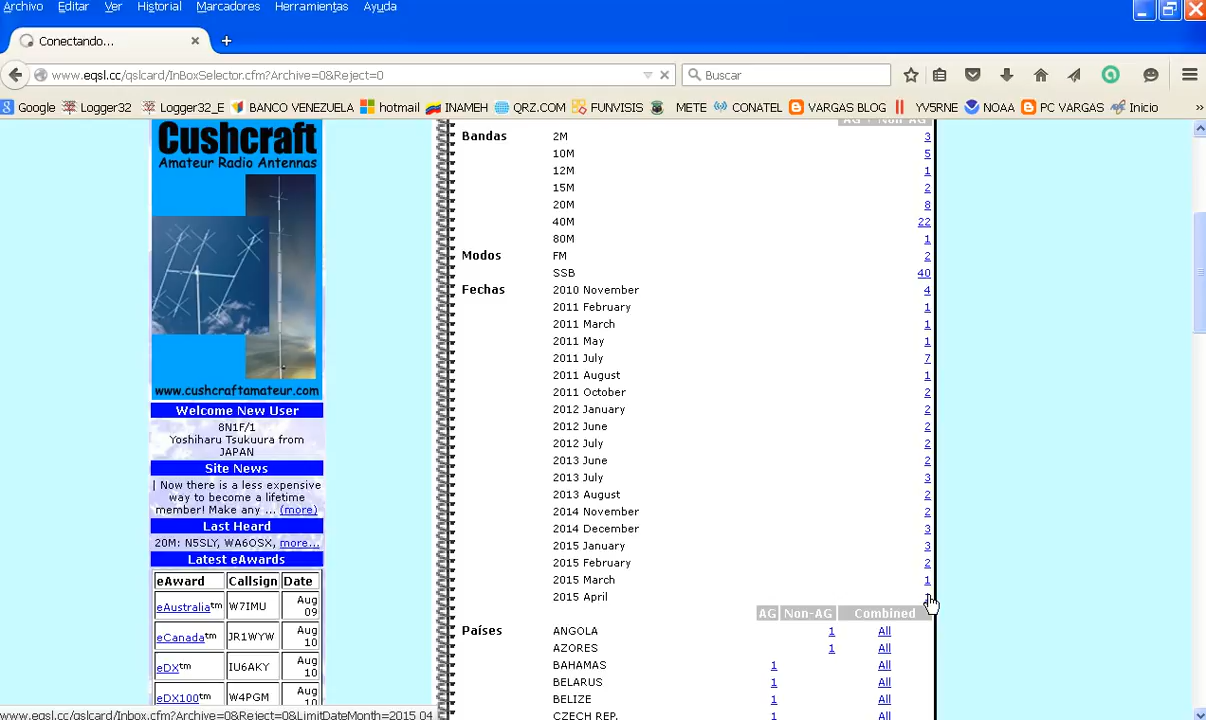 Archivo Editar Ver Historial Marcadores Herramientas Ayuda
Conectando...
www.eqsl.cc/qslcard/InBoxSelector.cfm?Archive=0&Reject=0
Buscar
Google Logger32 Logger32_E BANCO VENEZUELA hotmail INAMEH QRZ.COM FUNVISIS METE CONATEL VARGAS BLOG YV5RNE NOAA PC VARGAS Inicio »
Cushcraft
Amateur Radio Antennas
www.cushcraftamateur.com
Welcome New User
8N1F/1
Yoshiharu Tsukuura from
JAPAN
Site News
| Now there is a less expensive
way to become a lifetime
member! Make any ... (more)
Last Heard
20M: N5SLY, WA6OSX, more...
Latest eAwards
eAward Callsign Date
eAustralia™ W7IMU Aug 09
eCanada™ JR1WYW Aug 10
eDX™ IU6AKY Aug 10
eDX100™ W4PGM Aug 10
AG + Non-AG
Bandas 2M 3
10M 5
12M 1
15M 2
20M 8
40M 22
80M 1
Modos FM 2
SSB 40
Fechas 2010 November 4
2011 February 1
2011 March 1
2011 May 1
2011 July 7
2011 August 1
2011 October 2
2012 January 2
2012 June 2
2012 July 2
2013 June 2
2013 July 3
2013 August 2
2014 November 2
2014 December 3
2015 January 3
2015 February 2
2015 March 1
2015 April
AG Non-AG Combined
Países ANGOLA 1 All
AZORES 1 All
BAHAMAS 1 All
BELARUS 1 All
BELIZE 1 All
CZECH REP. 1 All
www.eqsl.cc/qslcard/Inbox.cfm?Archive=0&Reject=0&LimitDateMonth=2015 04